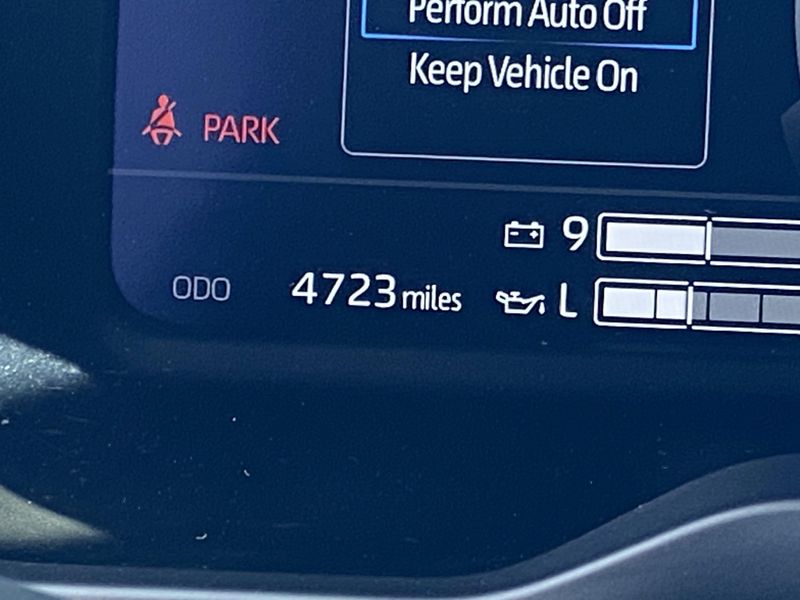 Perform Auto Off
Keep Vehicle On
PARK
9
ODO 4723 miles L